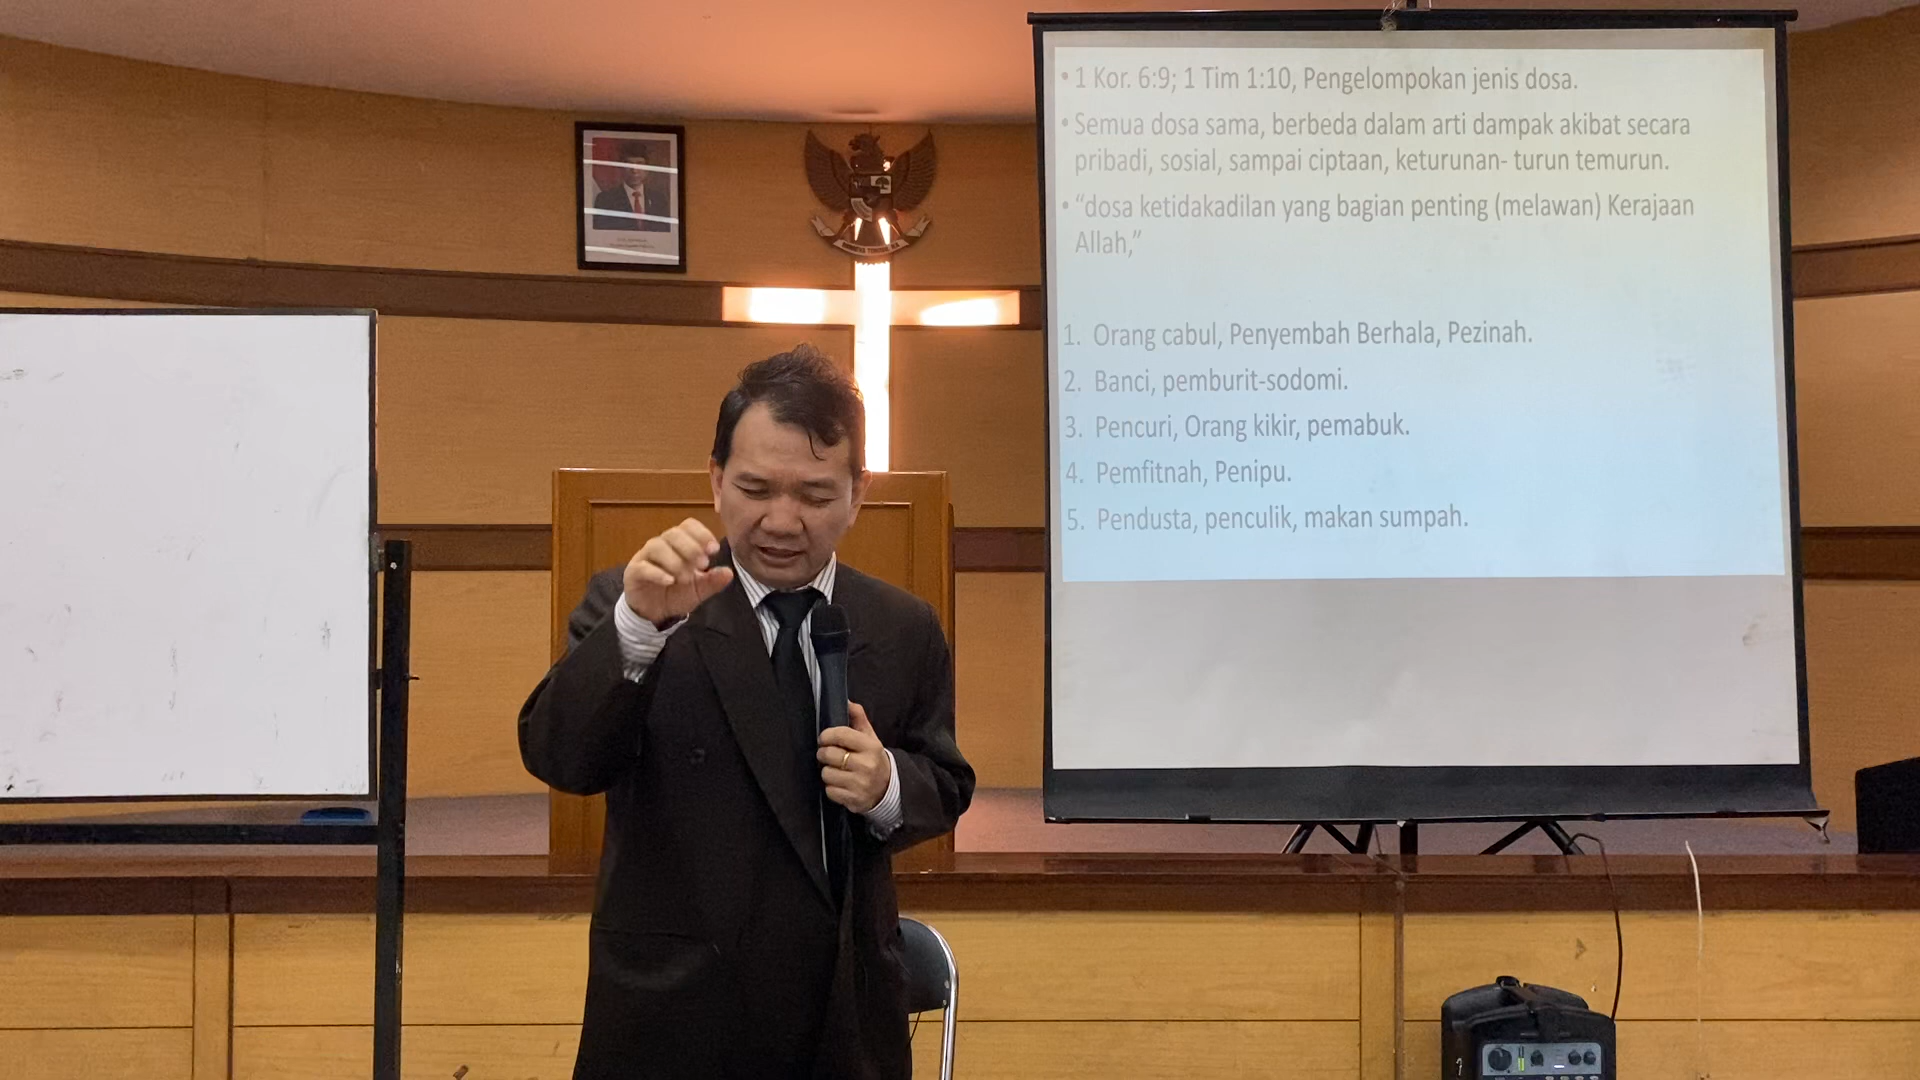 • 1 Kor. 6:9; 1 Tim 1:10, Pengelompokan jenis dosa.
• Semua dosa sama, berbeda dalam arti dampak akibat secara
pribadi, sosial, sampai ciptaan, keturunan- turun temurun.
• “dosa ketidakadilan yang bagian penting (melawan) Kerajaan
Allah,”
1. Orang cabul, Penyembah Berhala, Pezinah.
2. Banci, pemburit-sodomi.
3. Pencuri, Orang kikir, pemabuk.
4. Pemfitnah, Penipu.
5. Pendusta, penculik, makan sumpah.